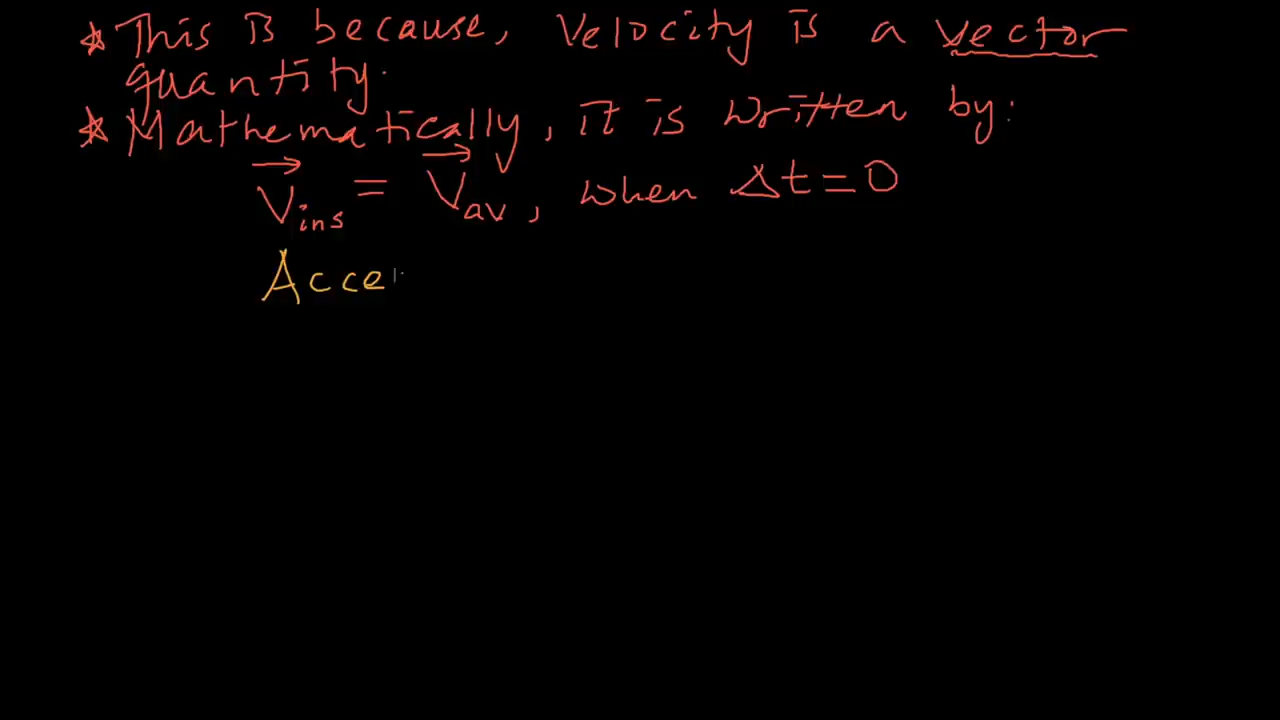 * This is because, velocity is a vector
quantity.
* Mathematically, it is written by:
V⃗ins = V⃗av, when Δt = 0
Acce